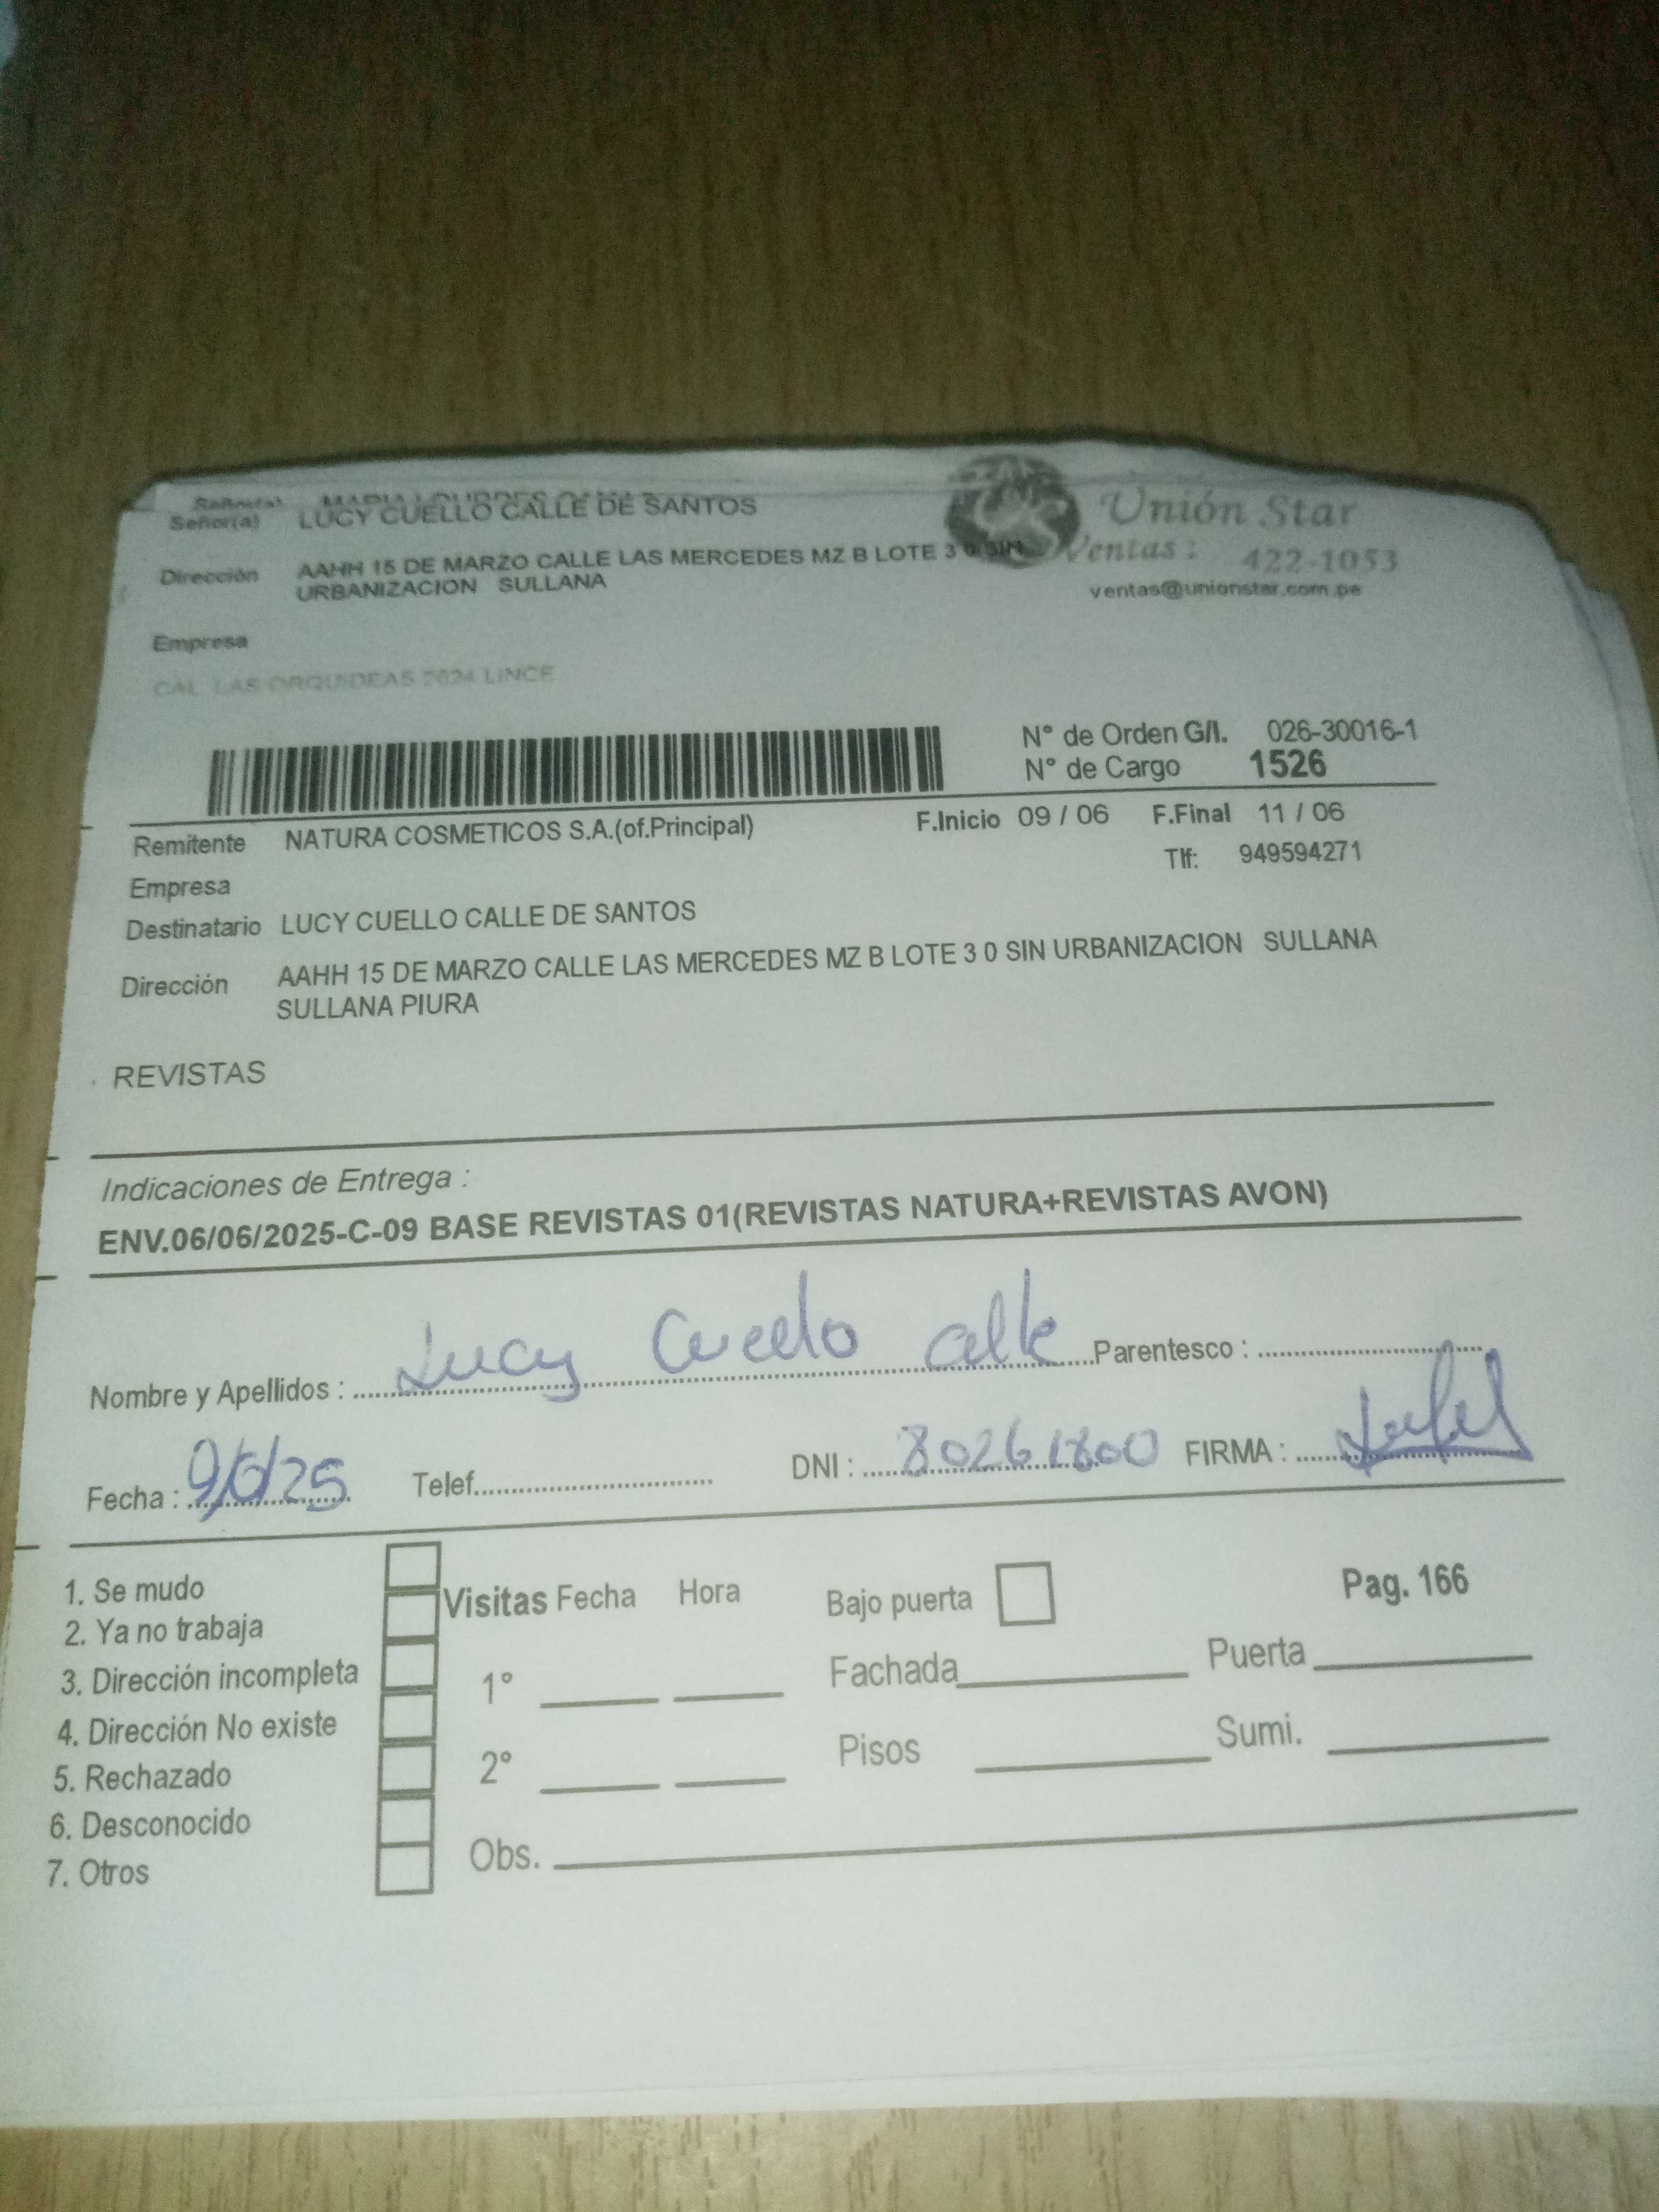 Señor(a) LUCY CUELLO CALLE DE SANTOS
Unión Star
Dirección AAHH 15 DE MARZO CALLE LAS MERCEDES MZ B LOTE 3 0 SIN
URBANIZACION SULLANA
Ventas : 422-1053
ventas@unionstar.com.pe
Empresa
CAL. LAS ORQUIDEAS 2624 LINCE
N° de Orden G/I. 026-30016-1
N° de Cargo 1526
Remitente NATURA COSMETICOS S.A.(of.Principal) F.Inicio 09 / 06 F.Final 11 / 06
Tlf: 949594271
Empresa
Destinatario LUCY CUELLO CALLE DE SANTOS
Dirección AAHH 15 DE MARZO CALLE LAS MERCEDES MZ B LOTE 3 0 SIN URBANIZACION SULLANA
SULLANA PIURA
REVISTAS
Indicaciones de Entrega :
ENV.06/06/2025-C-09 BASE REVISTAS 01(REVISTAS NATURA+REVISTAS AVON)
Nombre y Apellidos : Lucy Cuello Calle Parentesco :
Fecha : 9/6/25 Telef. DNI : 80261800 FIRMA :
1. Se mudo
2. Ya no trabaja
3. Dirección incompleta
4. Dirección No existe
5. Rechazado
6. Desconocido
7. Otros
Visitas Fecha Hora
1°
2°
Obs.
Bajo puerta Pag. 166
Fachada Puerta
Pisos Sumi.